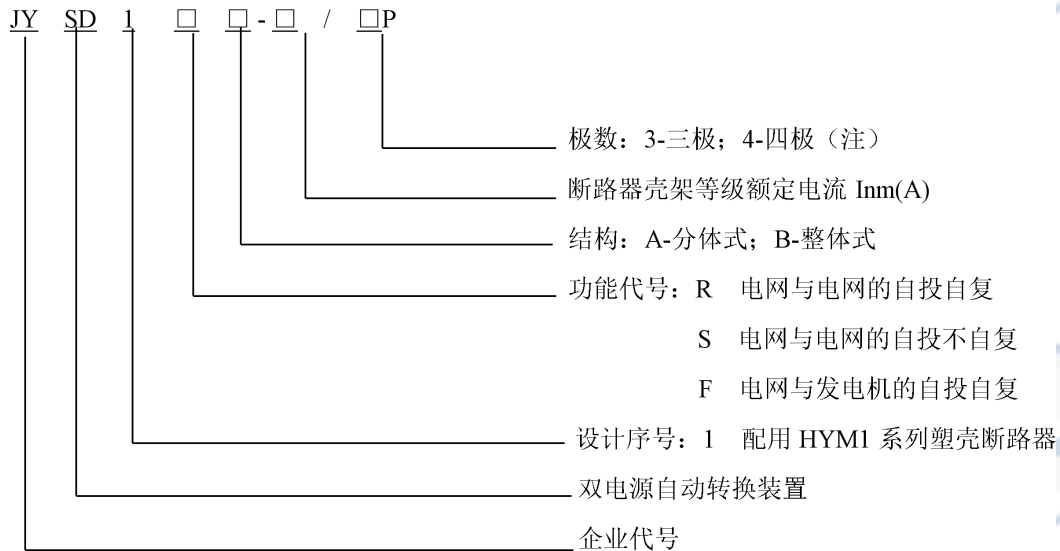 JY SD 1 □ □ - □ / □P
极数：3-三极；4-四极（注）
断路器壳架等级额定电流 Inm(A)
结构：A-分体式；B-整体式
功能代号：R 电网与电网的自投自复
S 电网与电网的自投不自复
F 电网与发电机的自投自复
设计序号：1 配用 HYM1 系列塑壳断路器
双电源自动转换装置
企业代号